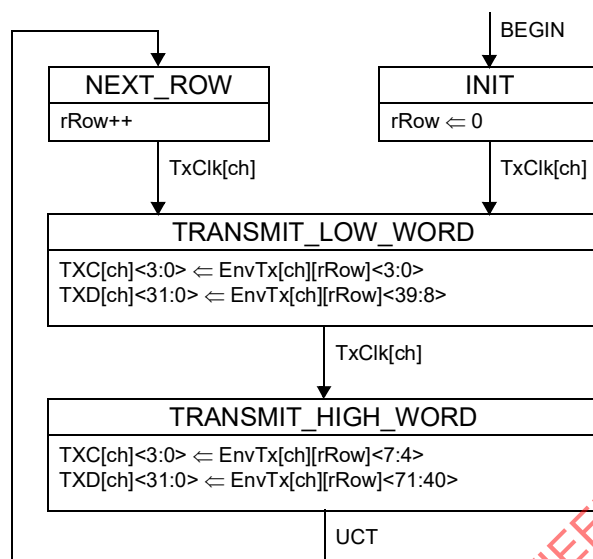 BEGIN
NEXT_ROW
rRow++
INIT
rRow ⇐ 0
TxClk[ch]
TxClk[ch]
TRANSMIT_LOW_WORD
TXC[ch]<3:0> ⇐ EnvTx[ch][rRow]<3:0>
TXD[ch]<31:0> ⇐ EnvTx[ch][rRow]<39:8>
TxClk[ch]
TRANSMIT_HIGH_WORD
TXC[ch]<3:0> ⇐ EnvTx[ch][rRow]<7:4>
TXD[ch]<31:0> ⇐ EnvTx[ch][rRow]<71:40>
UCT